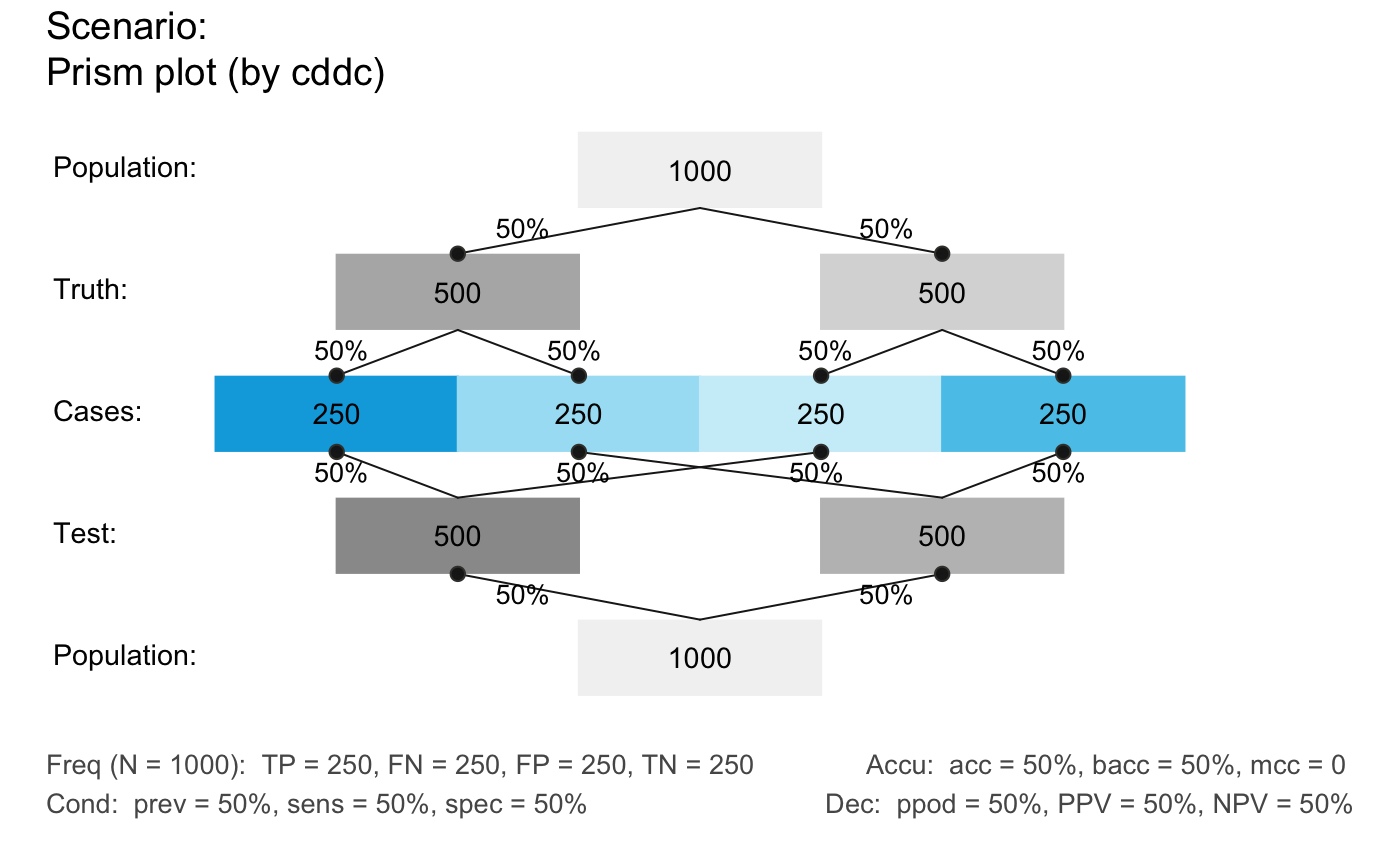 Scenario:
Prism plot (by cddc)
Population:
1000
50% 50%
Truth:
500 500
50% 50% 50% 50%
Cases:
250 250 250 250
50% 50% 50% 50%
Test:
500 500
50% 50%
Population:
1000
Freq (N = 1000):  TP = 250, FN = 250, FP = 250, TN = 250
Accu:  acc = 50%, bacc = 50%, mcc = 0
Cond:  prev = 50%, sens = 50%, spec = 50%
Dec:  ppod = 50%, PPV = 50%, NPV = 50%